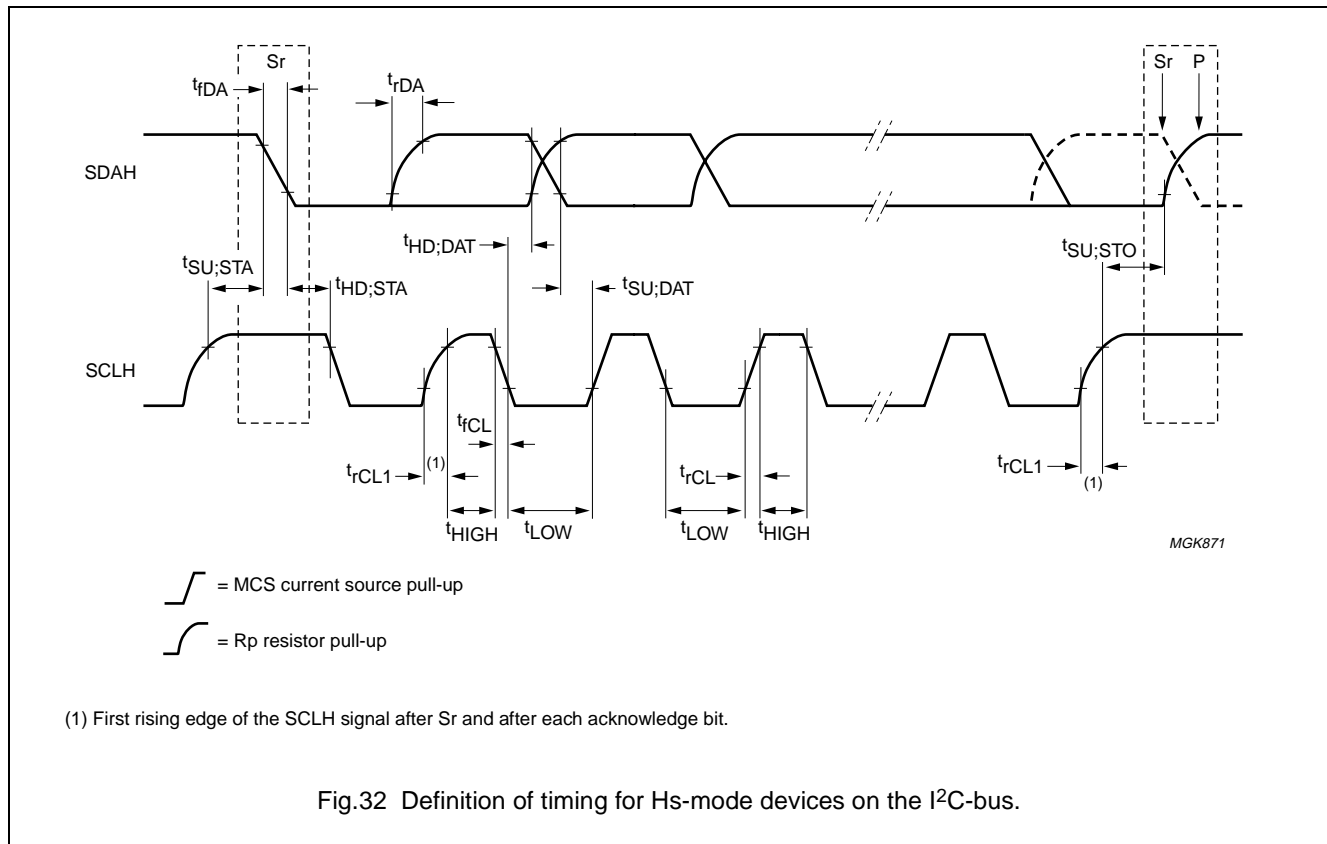 Sr
Sr P
tfDA
trDA
SDAH
tHD;DAT
tSU;STA
tHD;STA
tSU;DAT
tSU;STO
SCLH
tfCL
trCL1 (1)
trCL
trCL1 (1)
tHIGH tLOW tLOW tHIGH
MGK871
= MCS current source pull-up
= Rp resistor pull-up
(1) First rising edge of the SCLH signal after Sr and after each acknowledge bit.
Fig.32 Definition of timing for Hs-mode devices on the I²C-bus.